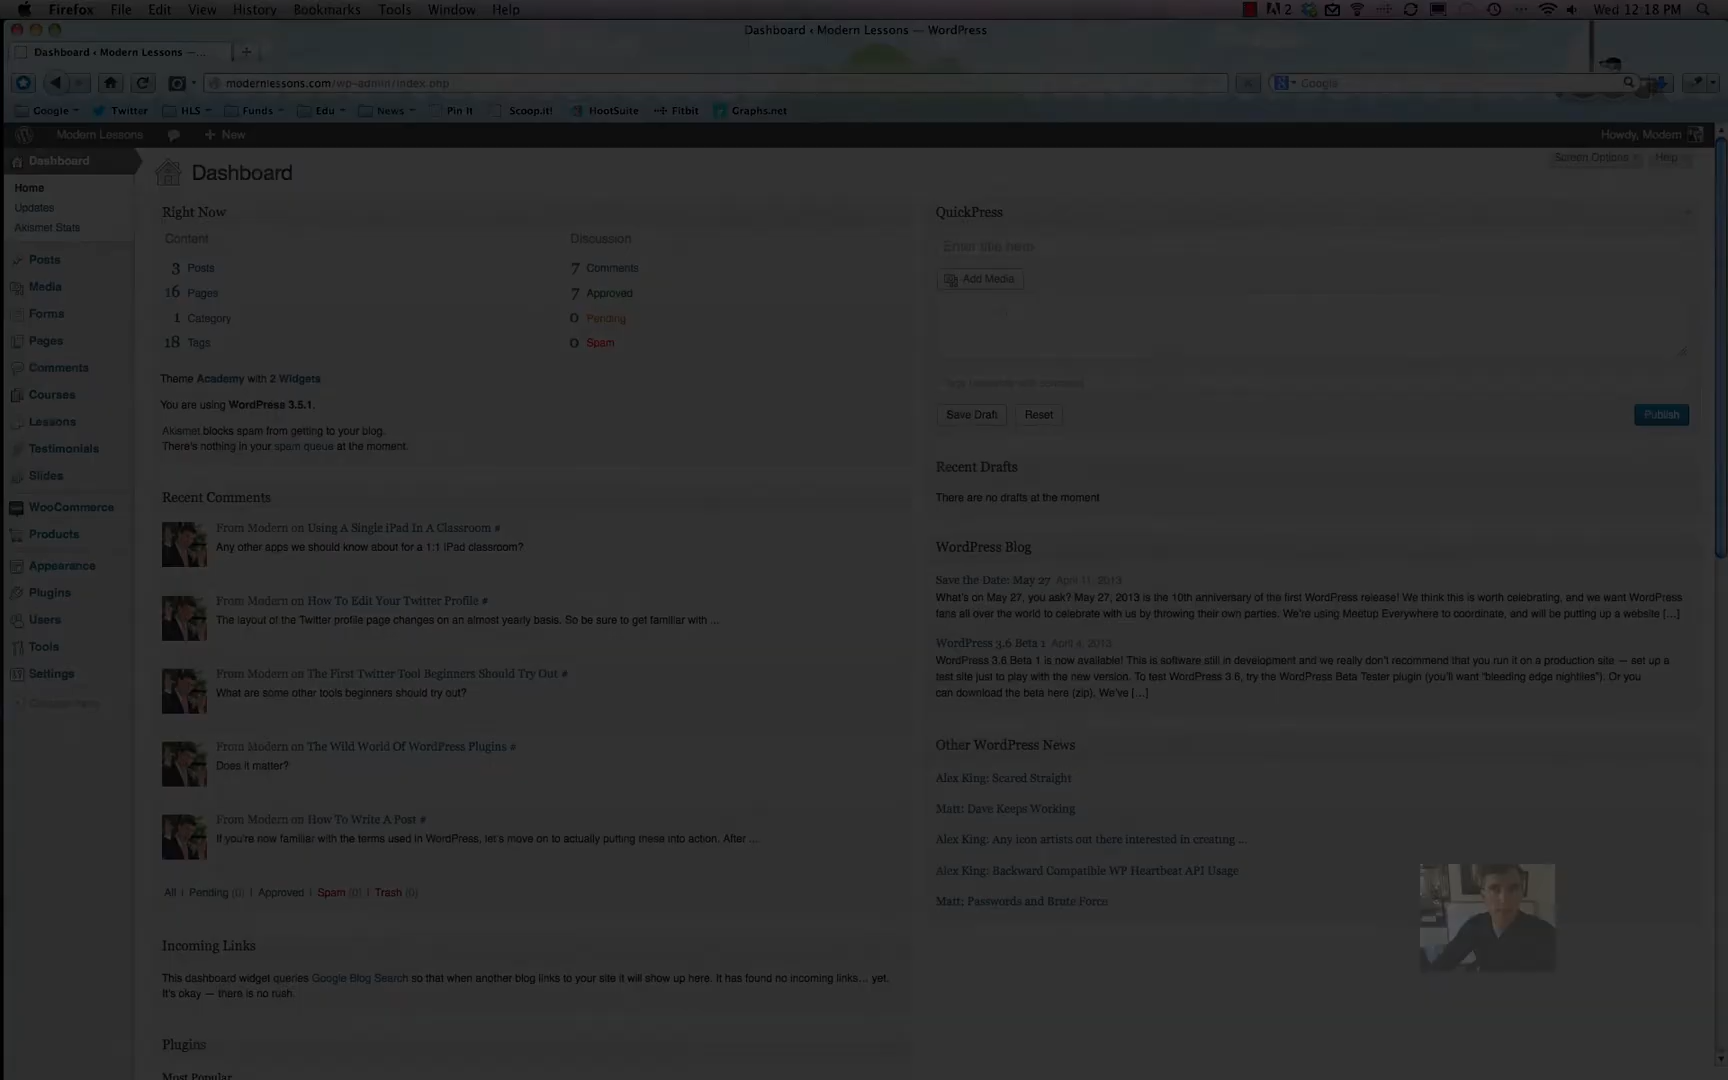 Firefox File Edit View History Bookmarks Tools Window Help
2 Wed 12:18 PM
Dashboard ‹ Modern Lessons — WordPress
Dashboard ‹ Modern Lessons —...
modernlessons.com/wp-admin/index.php
Google
Google Twitter HLS Funds Edu News Pin It Scoop.it! HootSuite Fitbit Graphs.net
Modern Lessons + New
Howdy, Modern
Dashboard
Home
Updates
Akismet Stats
Posts
Media
Forms
Pages
Comments
Courses
Lessons
Testimonials
Slides
WooCommerce
Products
Appearance
Plugins
Users
Tools
Settings
Screen Options
Help
Dashboard
Right Now
Content
3 Posts
16 Pages
1 Category
18 Tags
Discussion
7 Comments
7 Approved
0 Pending
0 Spam
Theme Academy with 2 Widgets
You are using WordPress 3.5.1.
Akismet blocks spam from getting to your blog.
There's nothing in your spam queue at the moment.
Recent Comments
From Modern on Using A Single iPad In A Classroom #
Any other apps we should know about for a 1:1 iPad classroom?
From Modern on How To Edit Your Twitter Profile #
The layout of the Twitter profile page changes on an almost yearly basis. So be sure to get familiar with ...
From Modern on The First Twitter Tool Beginners Should Try Out #
What are some other tools beginners should try out?
From Modern on The Wild World Of WordPress Plugins #
Does it matter?
From Modern on How To Write A Post #
If you're now familiar with the terms used in WordPress, let's move on to actually putting these into action. After ...
All | Pending (0) | Approved | Spam (0) | Trash (0)
Incoming Links
This dashboard widget queries Google Blog Search so that when another blog links to your site it will show up here. It has found no incoming links... yet.
It's okay — there is no rush.
Plugins
Most Popular
QuickPress
Enter title here
Add Media
Save Draft
Reset
Publish
Recent Drafts
There are no drafts at the moment
WordPress Blog
Save the Date: May 27 April 11, 2013
What's on May 27, you ask? May 27, 2013 is the 10th anniversary of the first WordPress release! We think this is worth celebrating, and we want WordPress
fans all over the world to celebrate with us by throwing their own parties. We're using Meetup Everywhere to coordinate, and will be putting up a website [...]
WordPress 3.6 Beta 1 April 4, 2013
WordPress 3.6 Beta 1 is now available! This is software still in development and we really don't recommend that you run it on a production site — set up a
test site just to play with the new version. To test WordPress 3.6, try the WordPress Beta Tester plugin (you'll want "bleeding edge nightlies"). Or you
can download the beta here (zip). We've [...]
Other WordPress News
Alex King: Scared Straight
Matt: Dave Keeps Working
Alex King: Any icon artists out there interested in creating ...
Alex King: Backward Compatible WP Heartbeat API Usage
Matt: Passwords and Brute Force